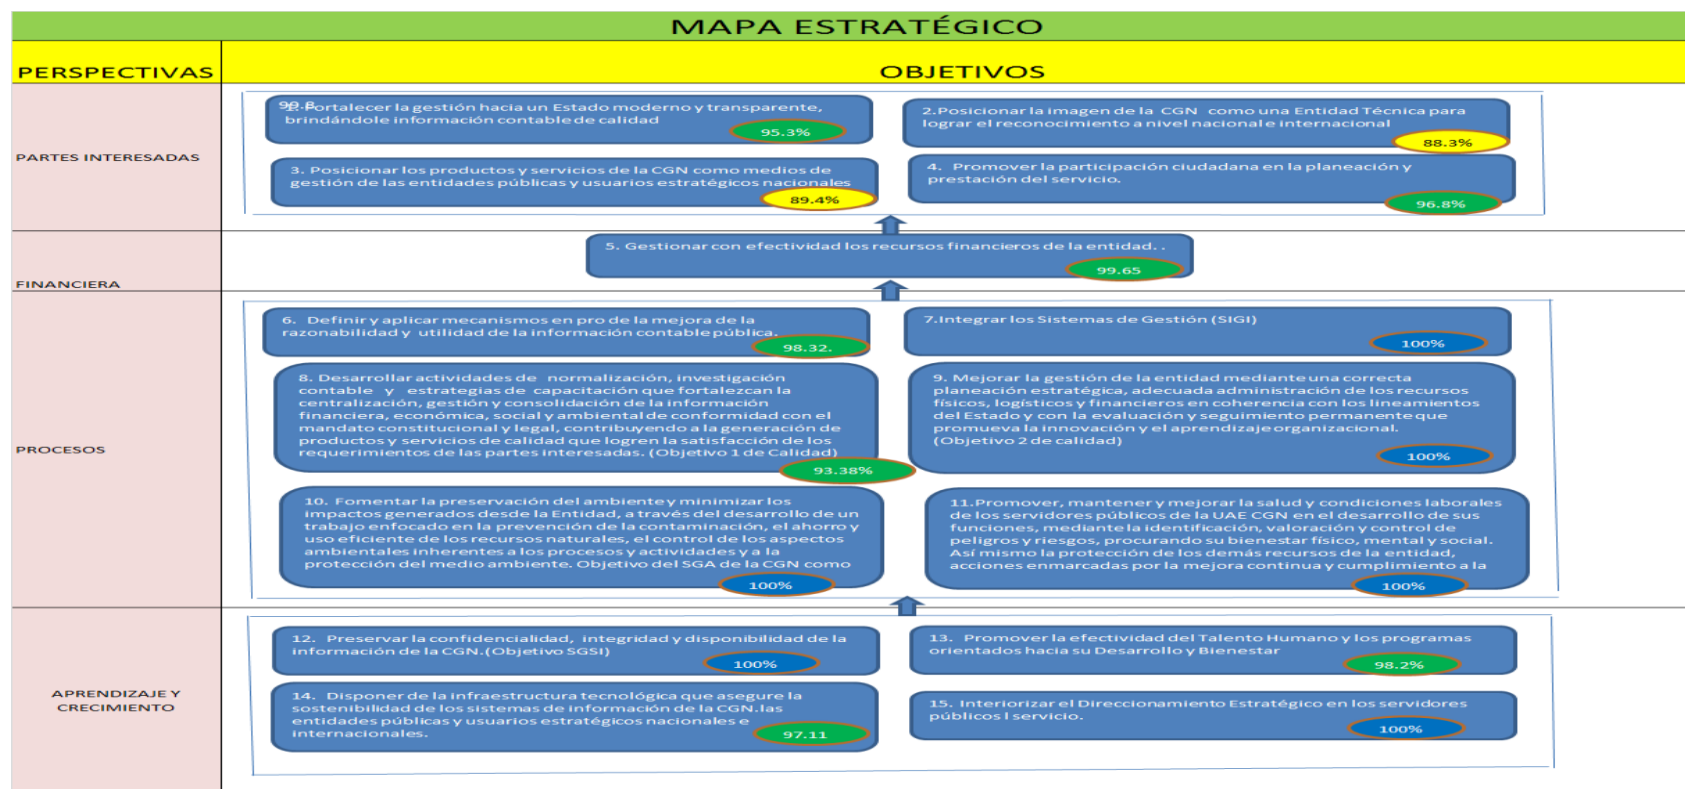 MAPA ESTRATÉGICO
PERSPECTIVAS
OBJETIVOS
PARTES INTERESADAS
99.8
1. Fortalecer la gestión hacia un Estado moderno y transparente,
brindándole información contable de calidad
95.3%
2.Posicionar la imagen de la CGN como una Entidad Técnica para
lograr el reconocimiento a nivel nacional e internacional
88.3%
3. Posicionar los productos y servicios de la CGN como medios de
gestión de las entidades públicas y usuarios estratégicos nacionales
89.4%
4. Promover la participación ciudadana en la planeación y
prestación del servicio.
96.8%
FINANCIERA
5. Gestionar con efectividad los recursos financieros de la entidad. .
99.65
PROCESOS
6. Definir y aplicar mecanismos en pro de la mejora de la
razonabilidad y utilidad de la información contable pública.
98.32.
7.Integrar los Sistemas de Gestión (SIGI)
100%
8. Desarrollar actividades de normalización, investigación
contable y estrategias de capacitación que fortalezcan la
centralización, gestión y consolidación de la información
financiera, económica, social y ambiental de conformidad con el
mandato constitucional y legal, contribuyendo a la generación de
productos y servicios de calidad que logren la satisfacción de los
requerimientos de las partes interesadas. (Objetivo 1 de Calidad)
93.38%
9. Mejorar la gestión de la entidad mediante una correcta
planeación estratégica, adecuada administración de los recursos
físicos, logísticos y financieros en coherencia con los lineamientos
del Estado y con la evaluación y seguimiento permanente que
promueva la innovación y el aprendizaje organizacional.
(Objetivo 2 de calidad)
100%
10. Fomentar la preservación del ambiente y minimizar los
impactos generados desde la Entidad, a través del desarrollo de un
trabajo enfocado en la prevención de la contaminación, el ahorro y
uso eficiente de los recursos naturales, el control de los aspectos
ambientales inherentes a los procesos y actividades y a la
protección del medio ambiente. Objetivo del SGA de la CGN como
100%
11.Promover, mantener y mejorar la salud y condiciones laborales
de los servidores públicos de la UAE CGN en el desarrollo de sus
funciones, mediante la identificación, valoración y control de
peligros y riesgos, procurando su bienestar físico, mental y social.
Así mismo la protección de los demás recursos de la entidad,
acciones enmarcadas por la mejora continua y cumplimiento a la
100%
APRENDIZAJE Y
CRECIMIENTO
12. Preservar la confidencialidad, integridad y disponibilidad de la
información de la CGN.(Objetivo SGSI)
100%
13. Promover la efectividad del Talento Humano y los programas
orientados hacia su Desarrollo y Bienestar
98.2%
14. Disponer de la infraestructura tecnológica que asegure la
sostenibilidad de los sistemas de información de la CGN.las
entidades públicas y usuarios estratégicos nacionales e
internacionales.
97.11
15. Interiorizar el Direccionamiento Estratégico en los servidores
públicos l servicio.
100%